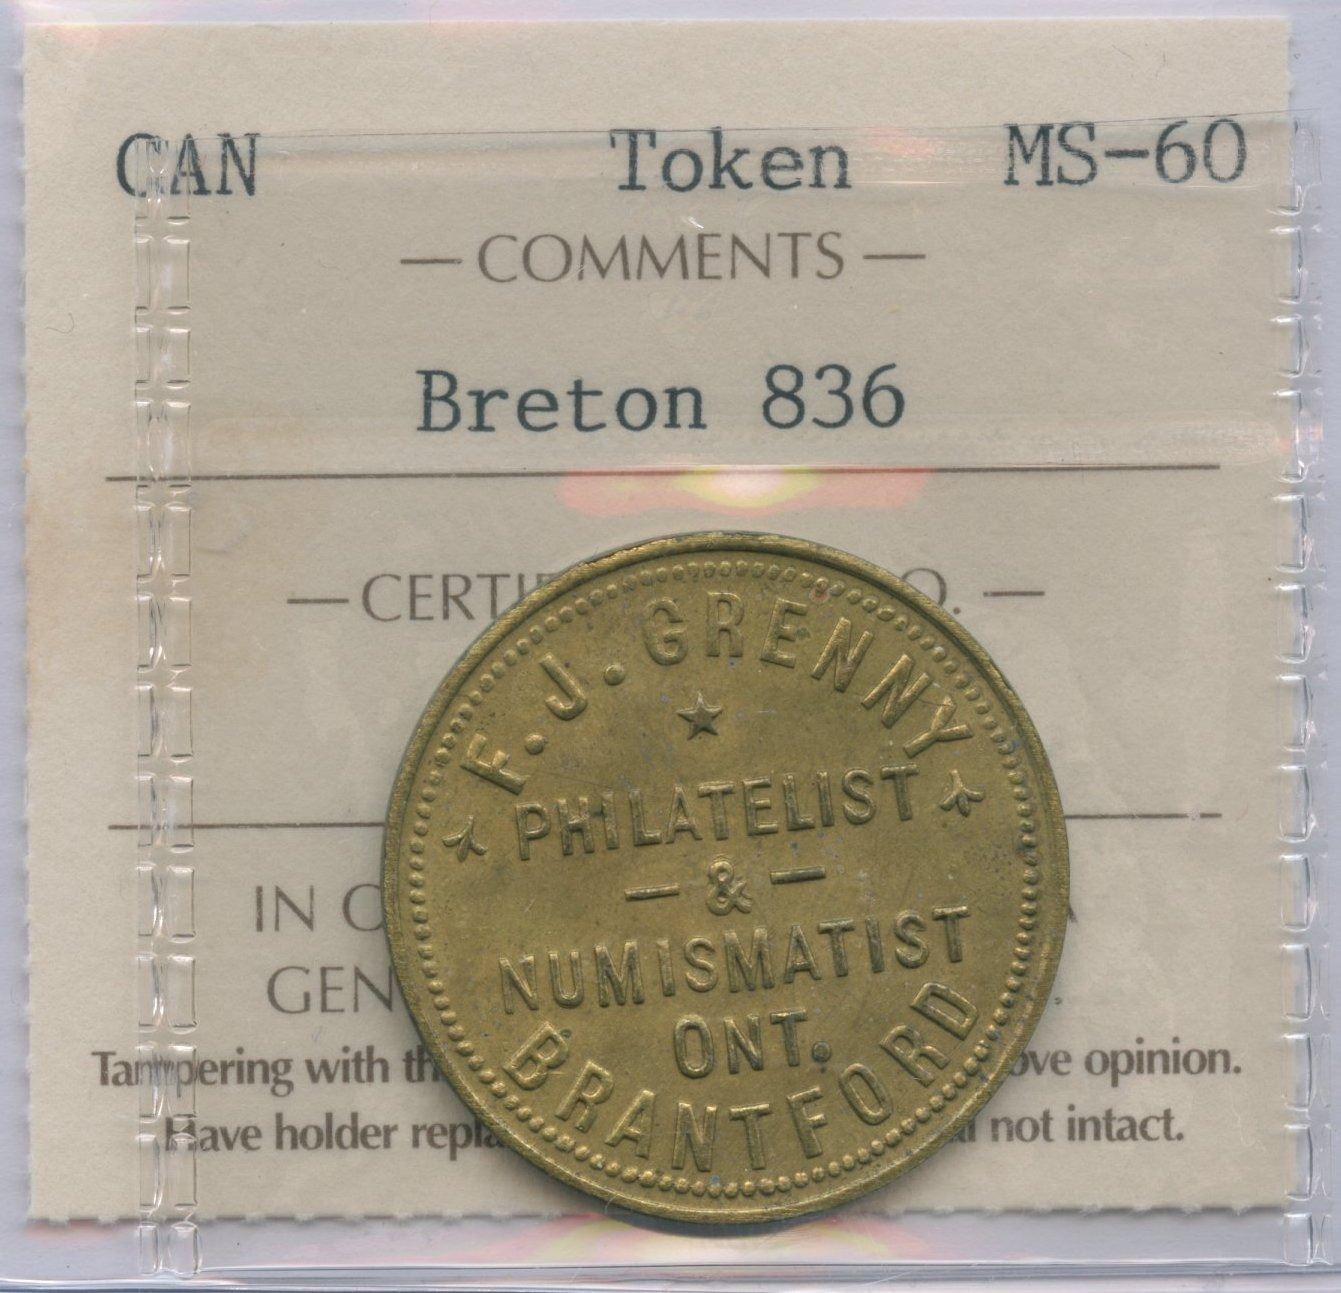 CAN Token MS-60
— COMMENTS —
Breton 836
— CERTIF O. —
F. J. GRENNY
PHILATELIST
— & —
NUMISMATIST
ONT.
BRANTFORD
IN
GEN
Tampering with th ove opinion.
Have holder repla not intact.